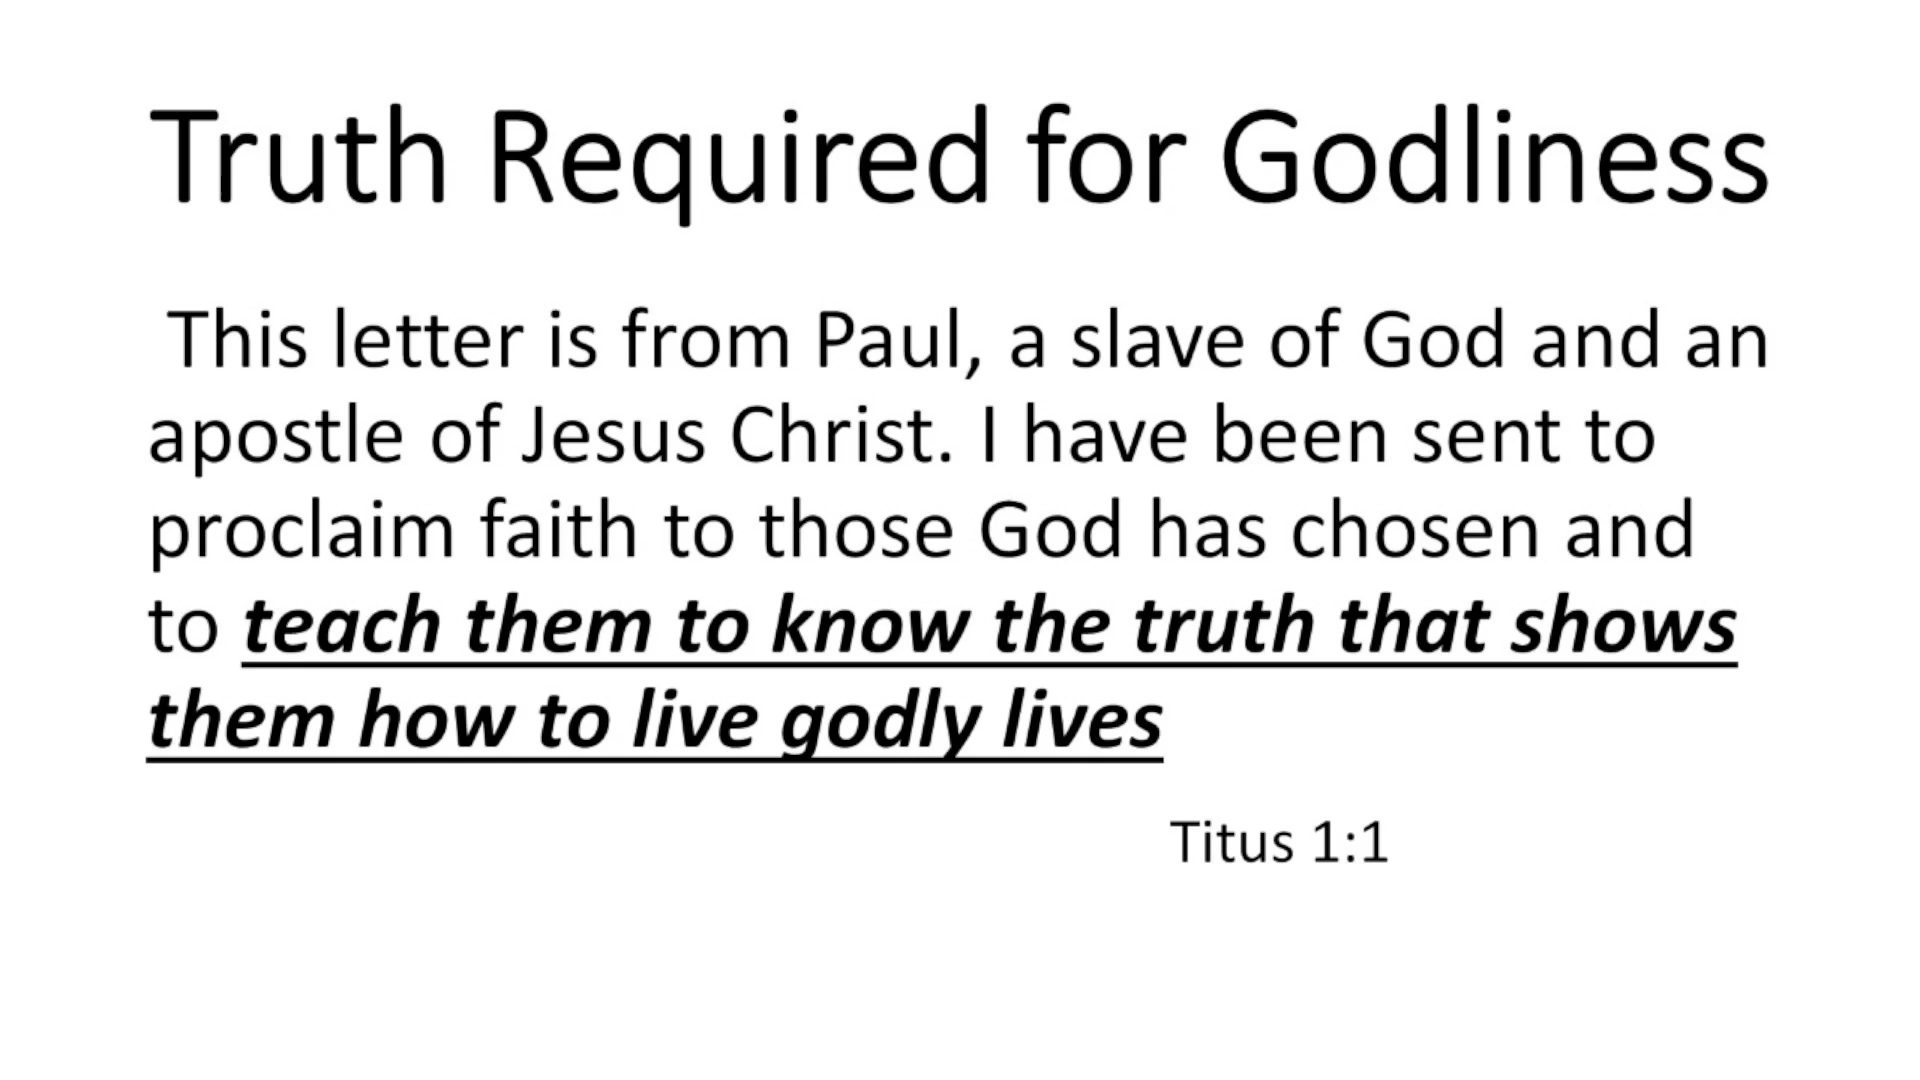 Truth Required for Godliness
This letter is from Paul, a slave of God and an
apostle of Jesus Christ. I have been sent to
proclaim faith to those God has chosen and
to teach them to know the truth that shows
them how to live godly lives
Titus 1:1